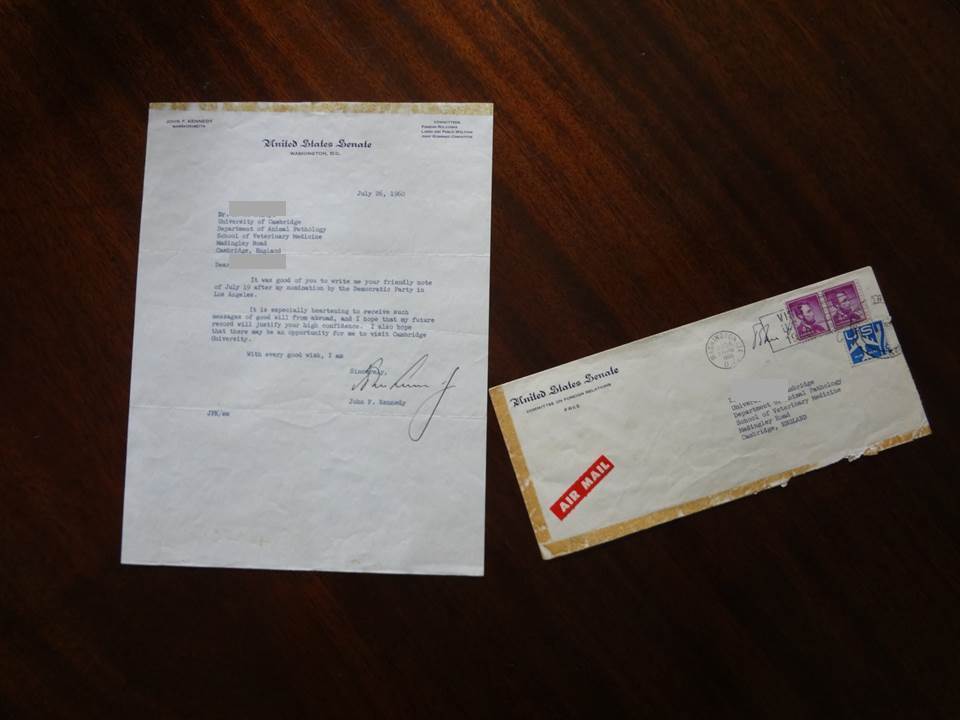 JOHN F. KENNEDY
MASSACHUSETTS
COMMITTEES:
FOREIGN RELATIONS
LABOR AND PUBLIC WELFARE
JOINT ECONOMIC COMMITTEE
United States Senate
WASHINGTON, D.C.
July 26, 1960
Dr.
University of Cambridge
Department of Animal Pathology
School of Veterinary Medicine
Madingley Road
Cambridge, England
Dear
It was good of you to write me your friendly note
of July 19 after my nomination by the Democratic Party in
Los Angeles.
It is especially heartening to receive such
messages of good will from abroad, and I hope that my future
record will justify your high confidence. I also hope
that there may be an opportunity for me to visit Cambridge
University.
With every good wish, I am
Sincerely,
John F. Kennedy
JFK/
United States Senate
COMMITTEE ON FOREIGN RELATIONS
FREE
AIR MAIL
WASHINGTON
1960
US
Department Animal Pathology
School of Veterinary Medicine
Madingley Road
Cambridge, ENGLAND